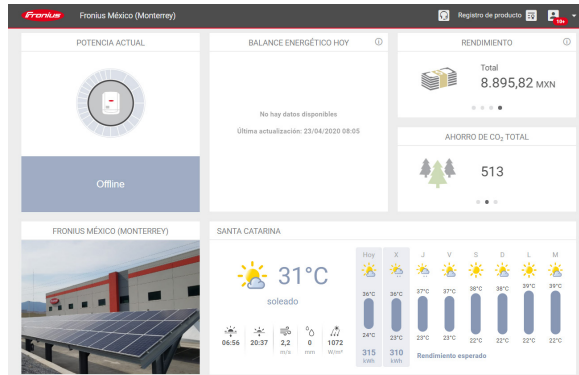 Fronius
Fronius México (Monterrey)
Registro de producto
10+
POTENCIA ACTUAL
Offline
BALANCE ENERGÉTICO HOY
No hay datos disponibles
Última actualización: 23/04/2020 08:05
RENDIMIENTO
Total
8.895,82 MXN
AHORRO DE CO₂ TOTAL
513
FRONIUS MÉXICO (MONTERREY)
SANTA CATARINA
31°C
soleado
06:56 20:37 2,2 0 1072
m/s mm W/m²
Hoy X J V S D L M
36°C 36°C 37°C 37°C 38°C 38°C 39°C 39°C
24°C 23°C 23°C 23°C 22°C 22°C 22°C 22°C
315 310 Rendimiento esperado
kWh kWh